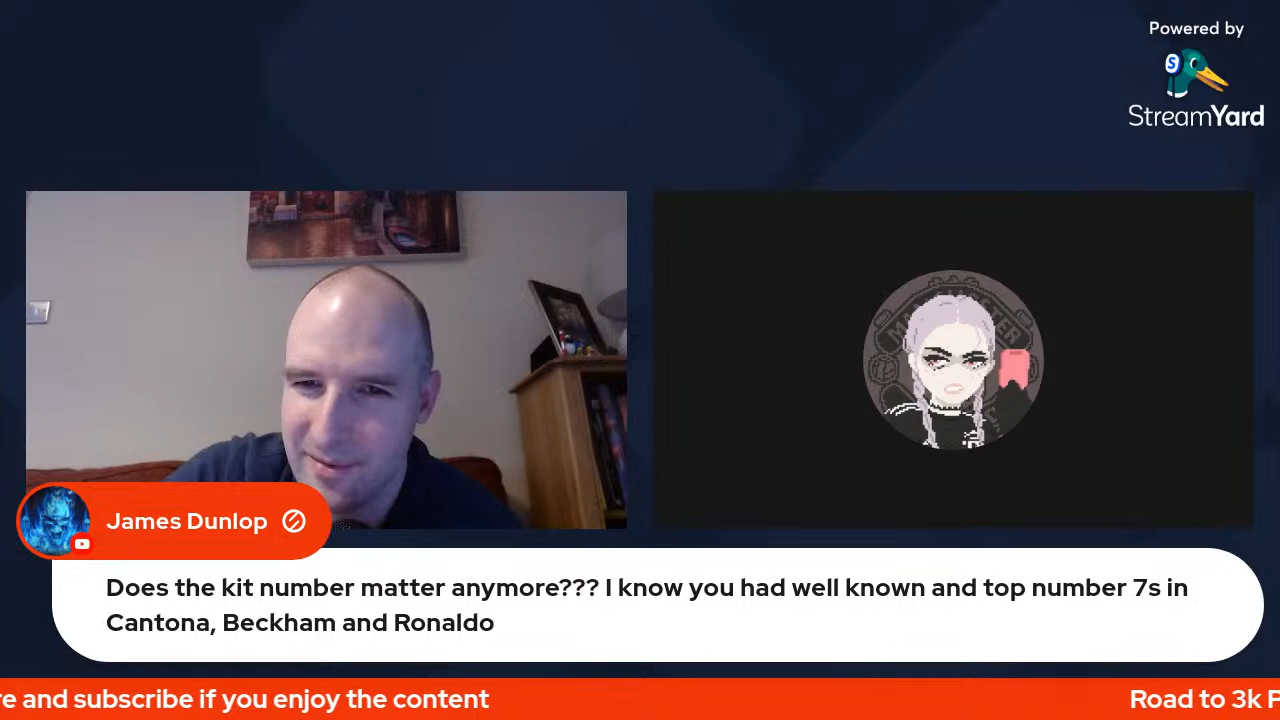 Powered by
S
StreamYard
James Dunlop
Does the kit number matter anymore??? I know you had well known and top number 7s in
Cantona, Beckham and Ronaldo
re and subscribe if you enjoy the content
Road to 3k P